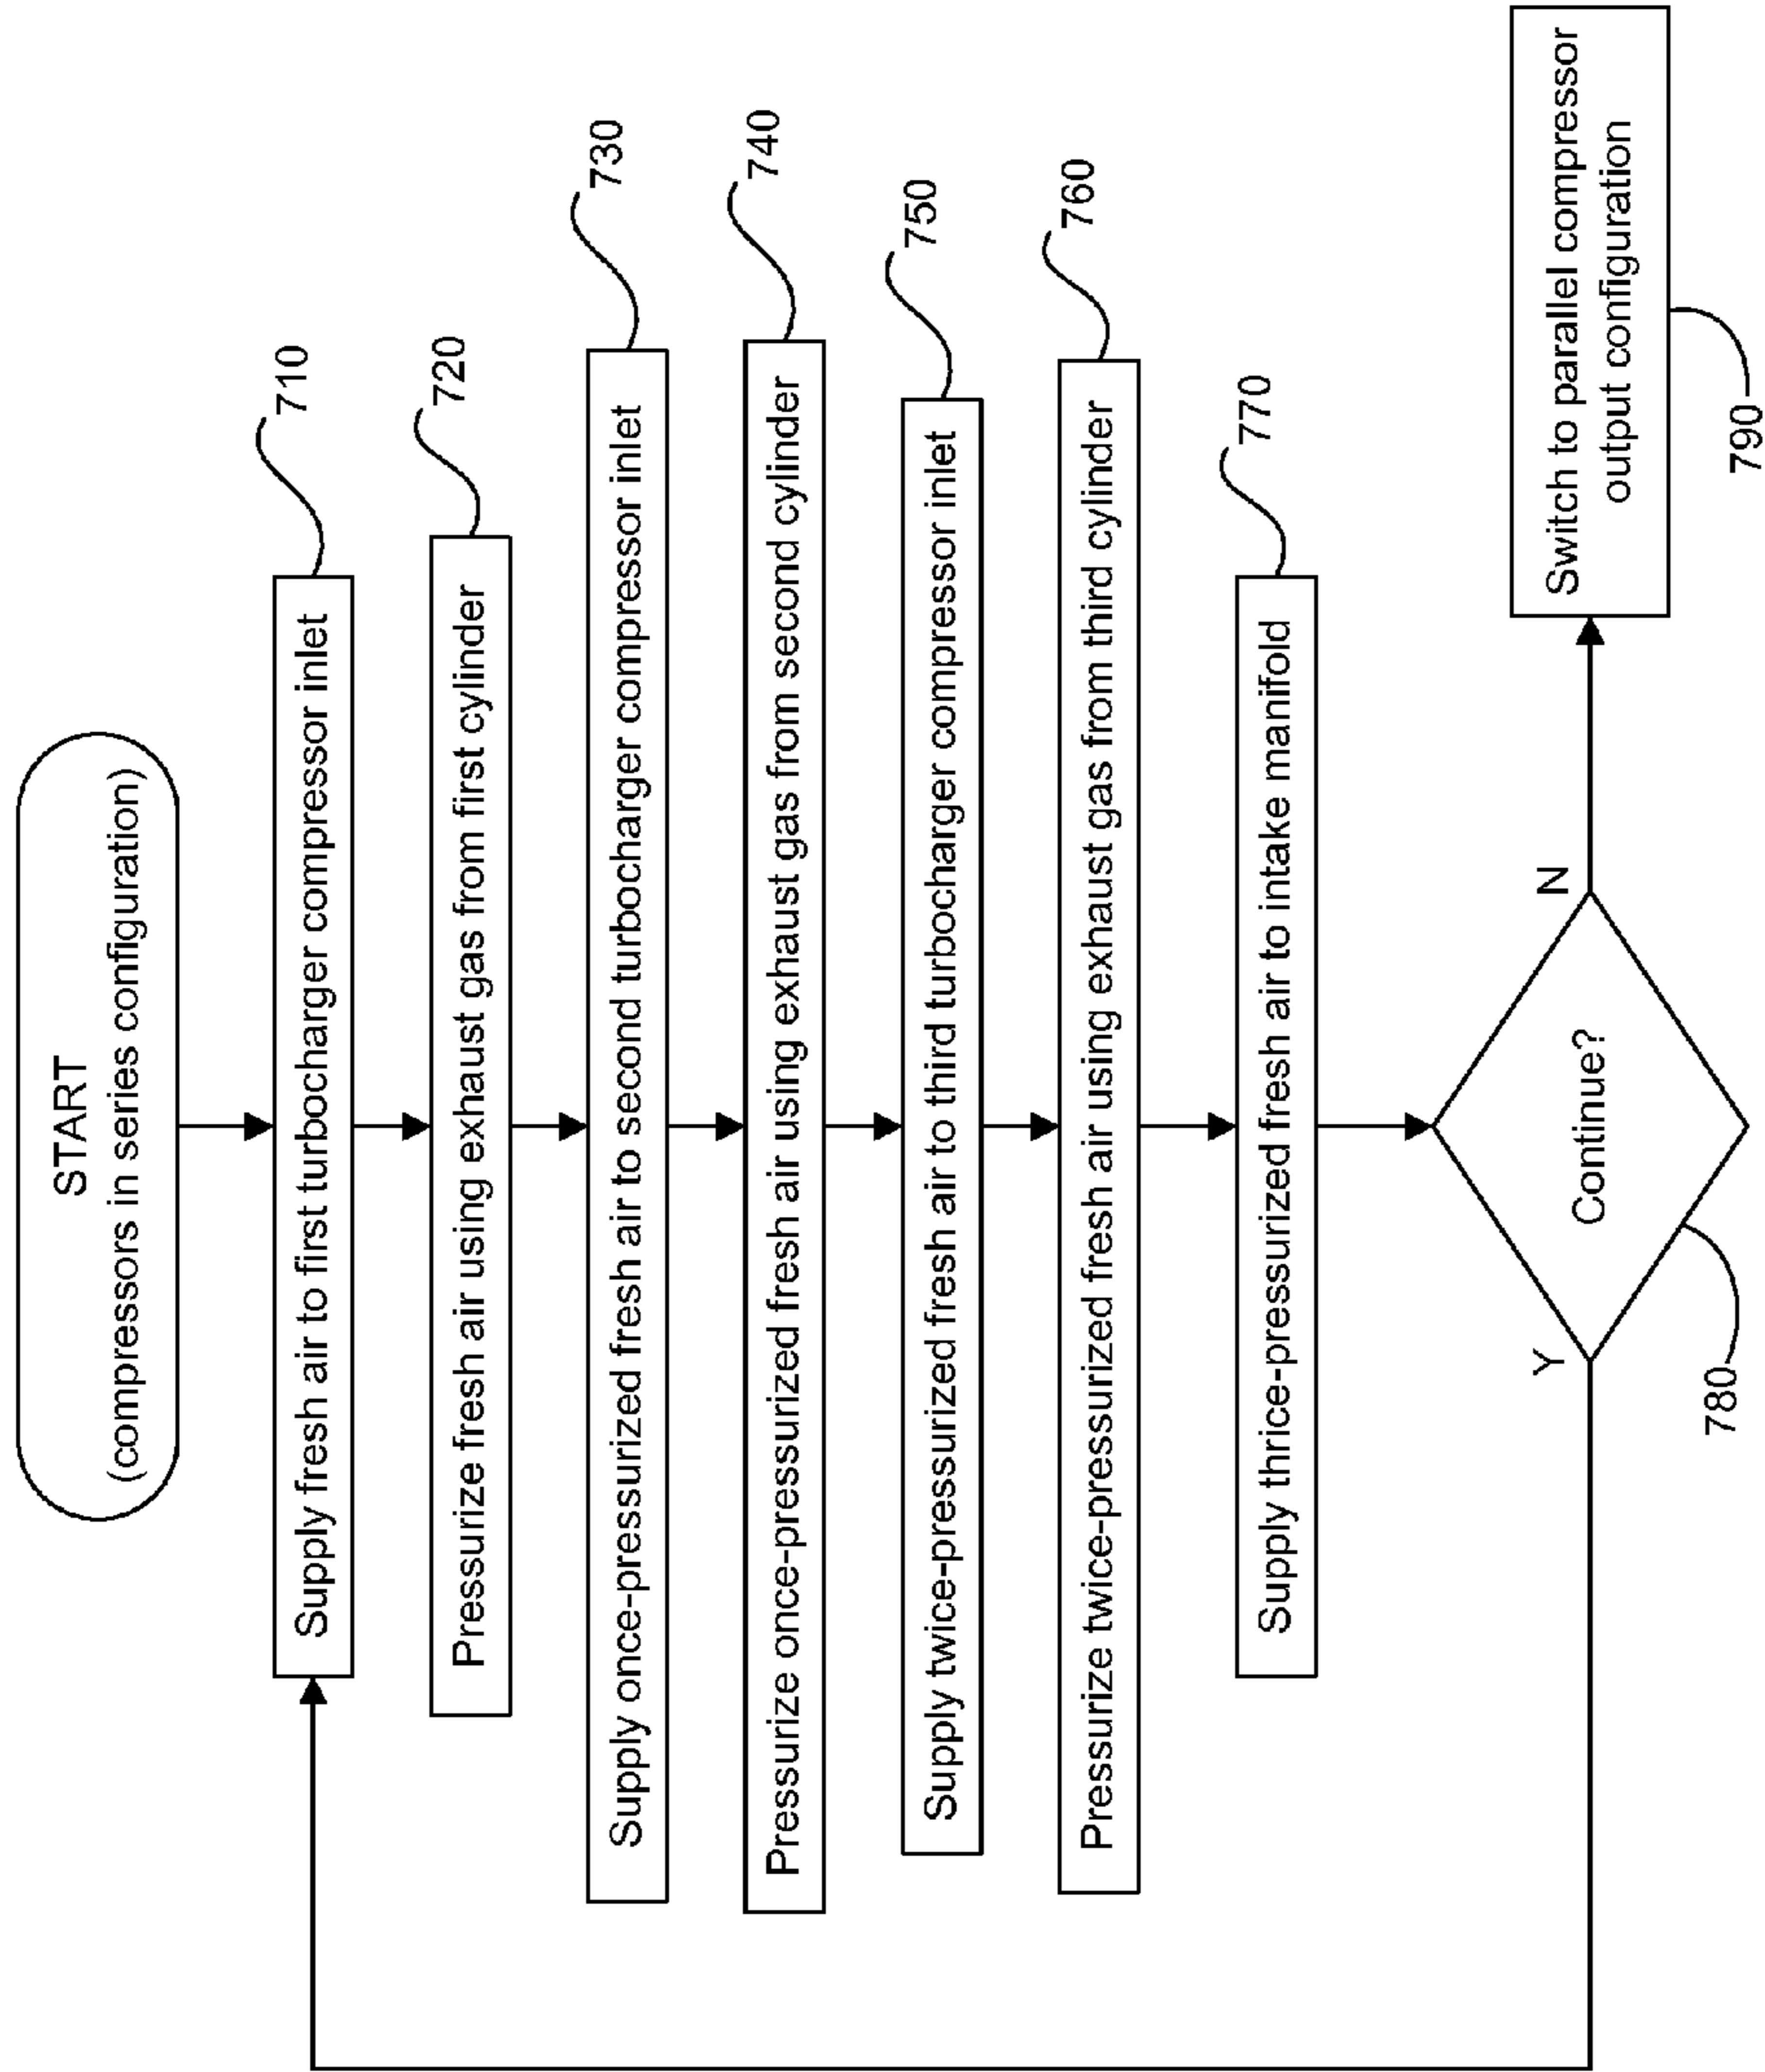 START
(compressors in series configuration)
Supply fresh air to first turbocharger compressor inlet
710
Pressurize fresh air using exhaust gas from first cylinder
720
Supply once-pressurized fresh air to second turbocharger compressor inlet
730
Pressurize once-pressurized fresh air using exhaust gas from second cylinder
740
Supply twice-pressurized fresh air to third turbocharger compressor inlet
750
Pressurize twice-pressurized fresh air using exhaust gas from third cylinder
760
Supply thrice-pressurized fresh air to intake manifold
770
Continue?
Y
N
780
Switch to parallel compressor
output configuration
790